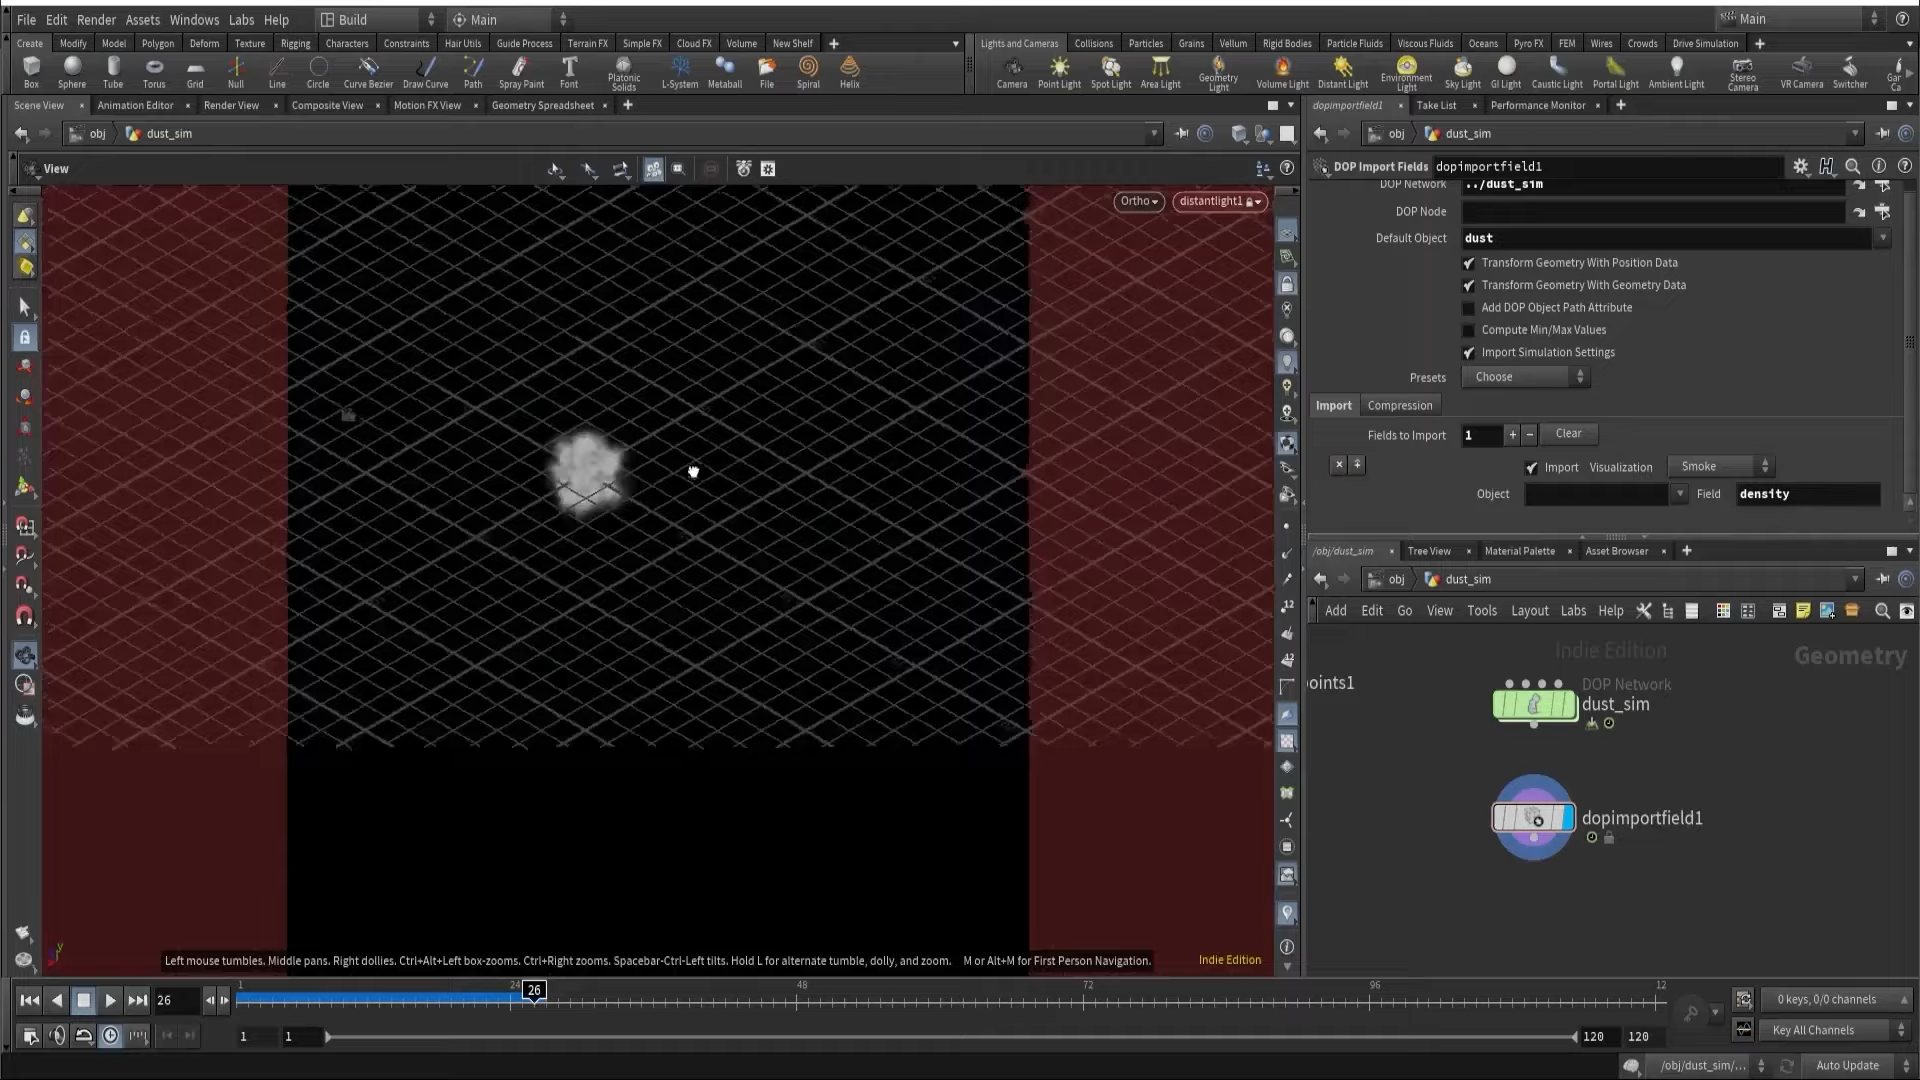 File Edit Render Assets Windows Labs Help Build Main Main
Create Modify Model Polygon Deform Texture Rigging Characters Constraints Hair Utils Guide Process Terrain FX Simple FX Cloud FX Volume New Shelf
Lights and Cameras Collisions Particles Grains Vellum Rigid Bodies Particle Fluids Viscous Fluids Oceans Pyro FX FEM Wires Crowds Drive Simulation
Box Sphere Tube Torus Grid Null Line Circle Curve Bezier Draw Curve Path Spray Paint Font Platonic Solids L-System Metaball File Spiral Helix
Camera Point Light Spot Light Area Light Geometry Light Volume Light Distant Light Environment Light Sky Light GI Light Caustic Light Portal Light Ambient Light Stereo Camera VR Camera Switcher
Scene View Animation Editor Render View Composite View Motion FX View Geometry Spreadsheet
dopimportfield1 Take List Performance Monitor
obj dust_sim
obj dust_sim
View
DOP Import Fields dopimportfield1
Ortho distantlight1
DOP Network ../dust_sim
DOP Node
Default Object dust
Transform Geometry With Position Data
Transform Geometry With Geometry Data
Add DOP Object Path Attribute
Compute Min/Max Values
Import Simulation Settings
Presets Choose
Import Compression
Fields to Import 1 + − Clear
Import Visualization Smoke
Object Field density
/obj/dust_sim Tree View Material Palette Asset Browser
obj dust_sim
Add Edit Go View Tools Layout Labs Help
Indie Edition Geometry
oints1
DOP Network
dust_sim
dopimportfield1
Left mouse tumbles. Middle pans. Right dollies. Ctrl+Alt+Left box-zooms. Ctrl+Right zooms. Spacebar-Ctrl-Left tilts. Hold L for alternate tumble, dolly, and zoom. M or Alt+M for First Person Navigation.
Indie Edition
26 1 24 26 48 72 96 12
0 keys, 0/0 channels
1 1 120 120
Key All Channels
/obj/dust_sim/... Auto Update